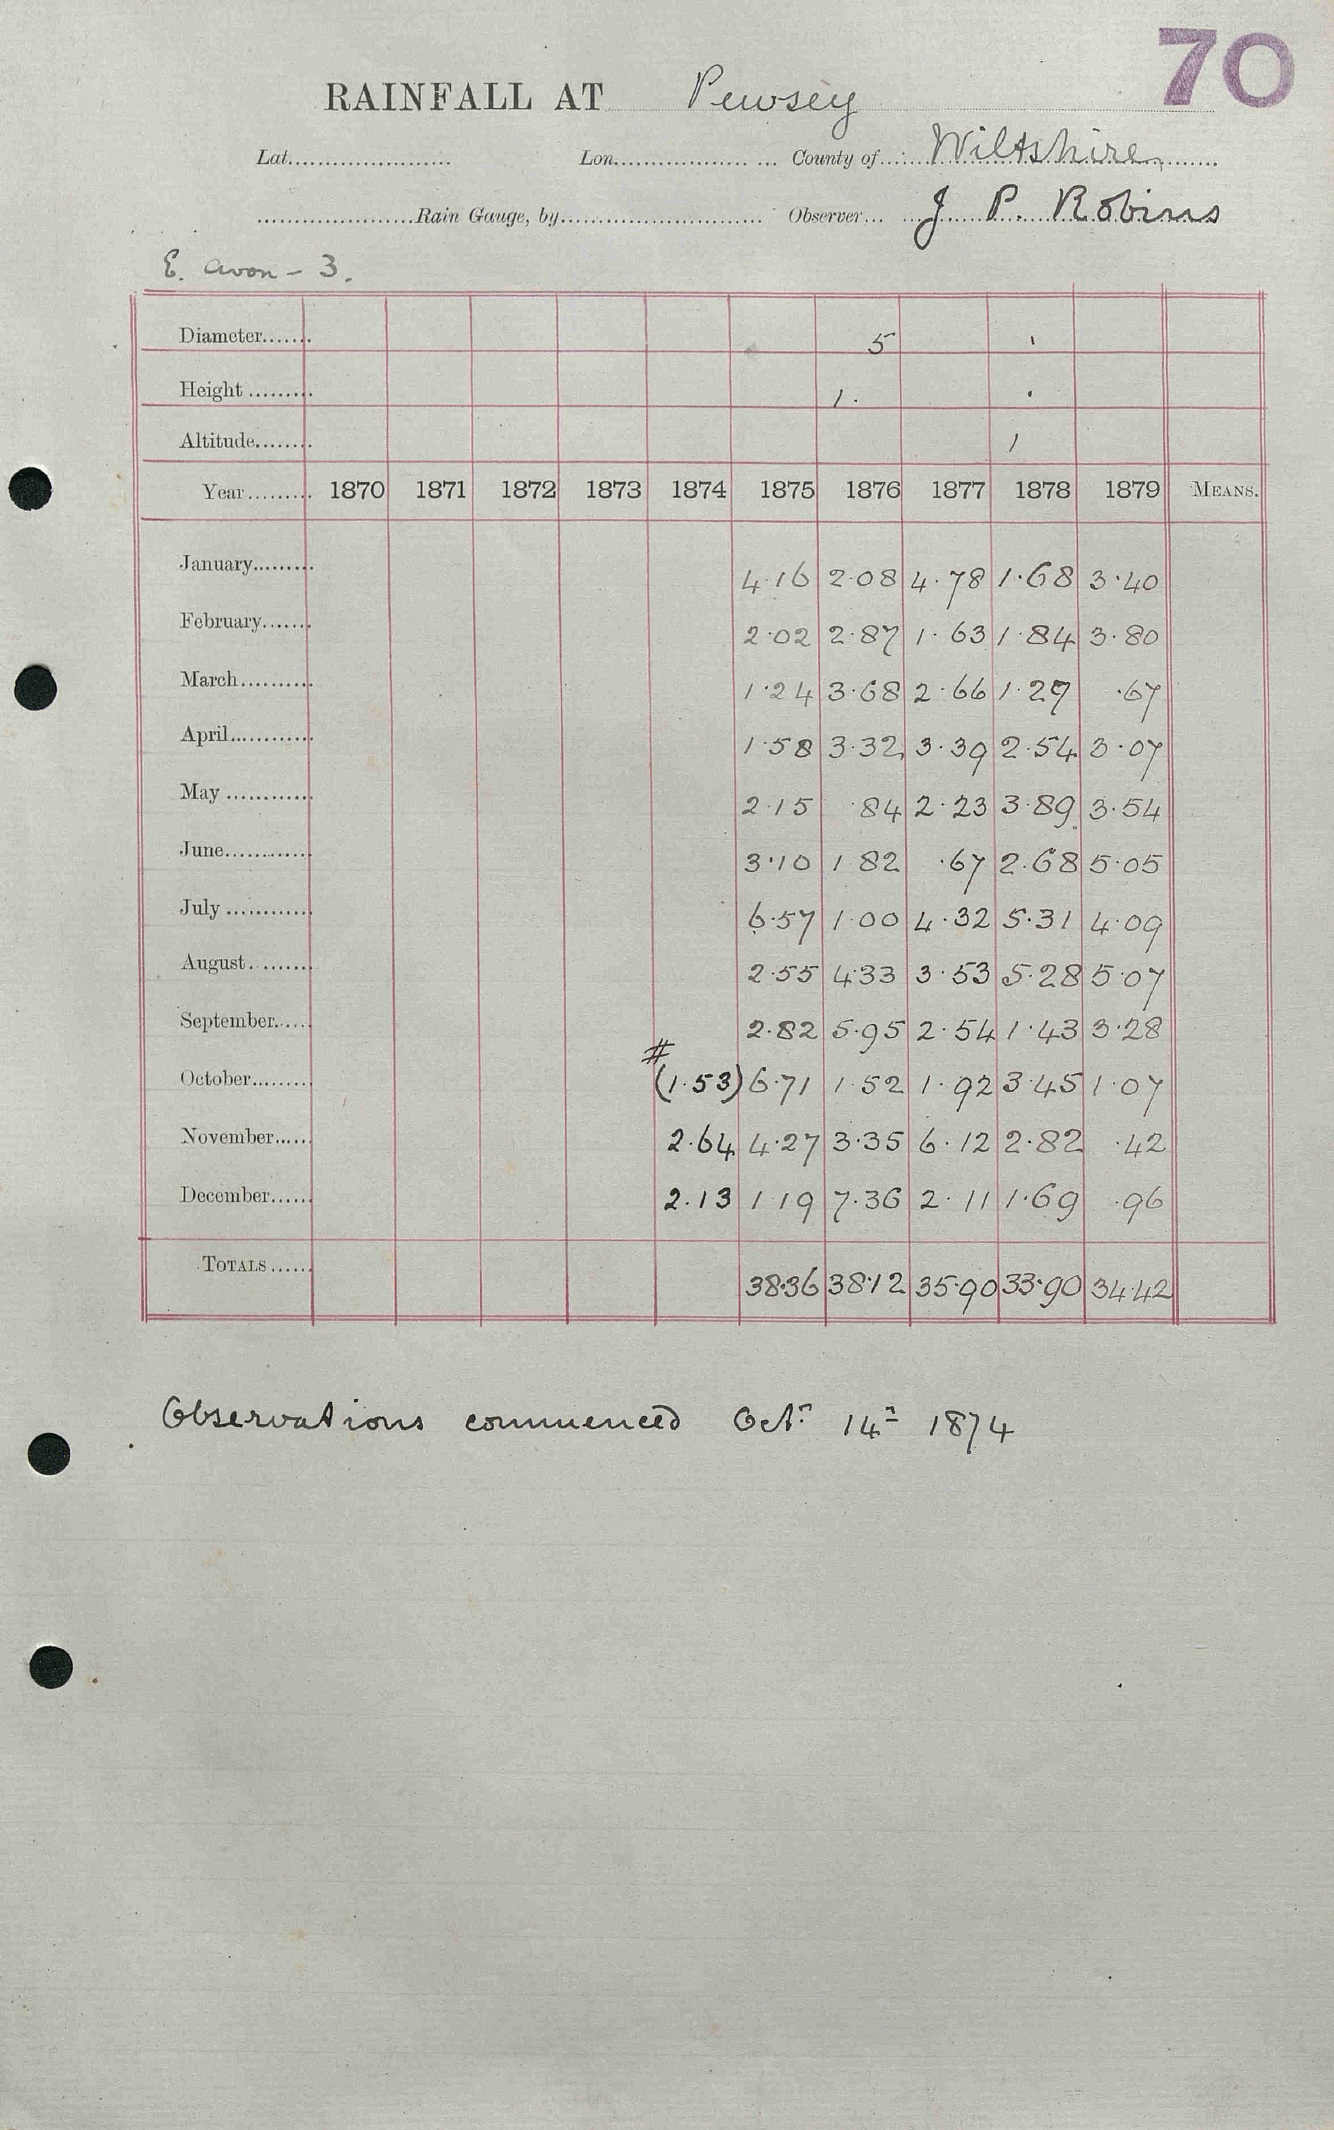 70
RAINFALL AT Pewsey
Lat. Lon. County of Wiltshire
Rain Gauge, by Observer J P. Robins
E. Avon - 3.
Diameter 5 '
Height 1. .
Altitude 1
Year 1870 1871 1872 1873 1874 1875 1876 1877 1878 1879 MEANS.
January 4·16 2·08 4·78 1·68 3·40
February 2·02 2·87 1·63 1·84 3·80
March 1·24 3·68 2·66 1·29 ·67
April 1·58 3·32 3·39 2·54 3·07
May 2·15 ·84 2·23 3·89 3·54
June 3·10 1·82 ·67 2·68 5·05
July 6·57 1·00 4·32 5·31 4·09
August 2·55 4·33 3·53 5·28 5·07
September 2·82 5·95 2·54 1·43 3·28
#
October (1·53) 6·71 1·52 1·92 3·45 1·07
November 2·64 4·27 3·35 6·12 2·82 ·42
December 2·13 1·19 7·36 2·11 1·69 ·96
TOTALS 38·36 38·12 35·90 33·90 34·42
Observations commenced Octr. 14 1874